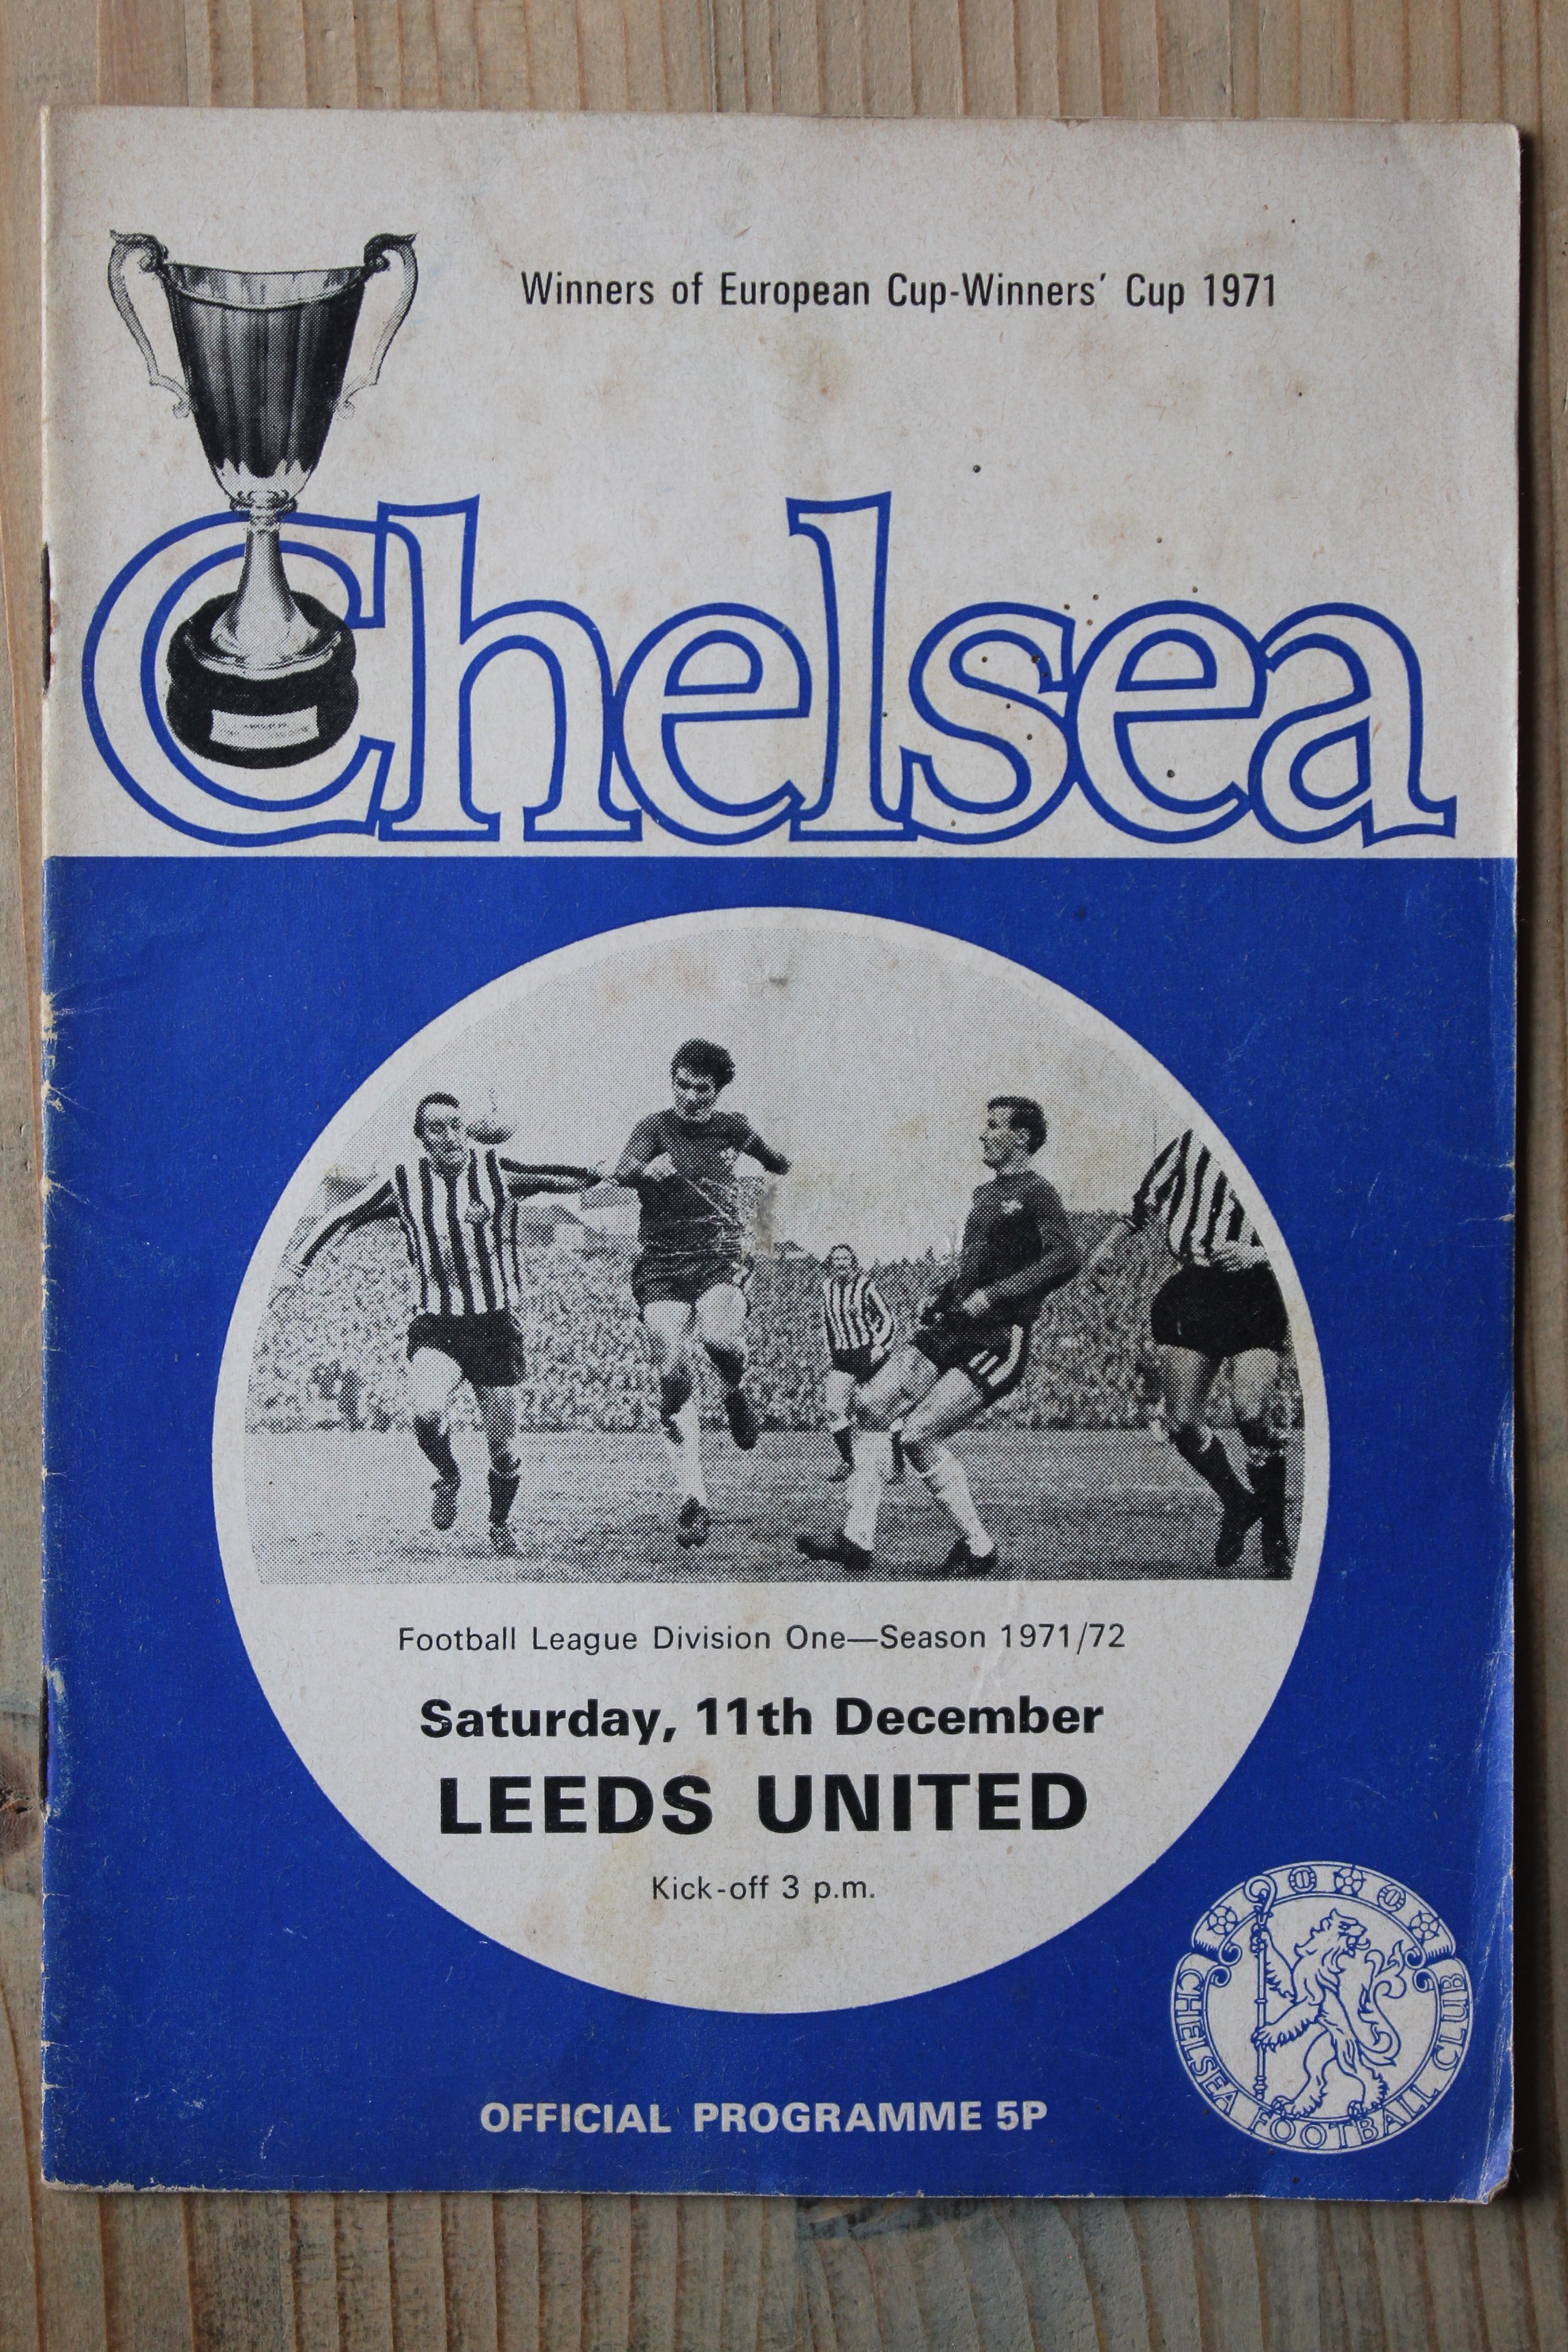 Winners of European Cup-Winners' Cup 1971
Chelsea
Football League Division One—Season 1971/72
Saturday, 11th December
LEEDS UNITED
Kick-off 3 p.m.
CHELSEA FOOTBALL CLUB
OFFICIAL PROGRAMME 5P